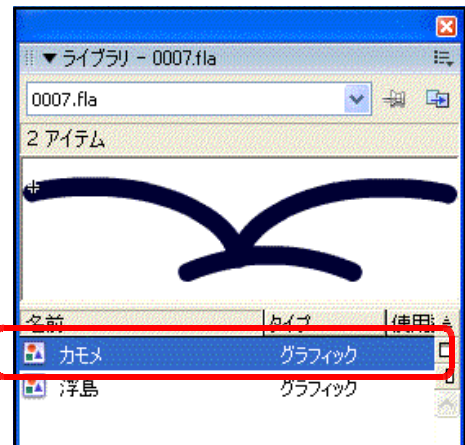 ライブラリ - 0007.fla
0007.fla
2 アイテム
名前 タイプ
カモメ グラフィック
浮島 グラフィック